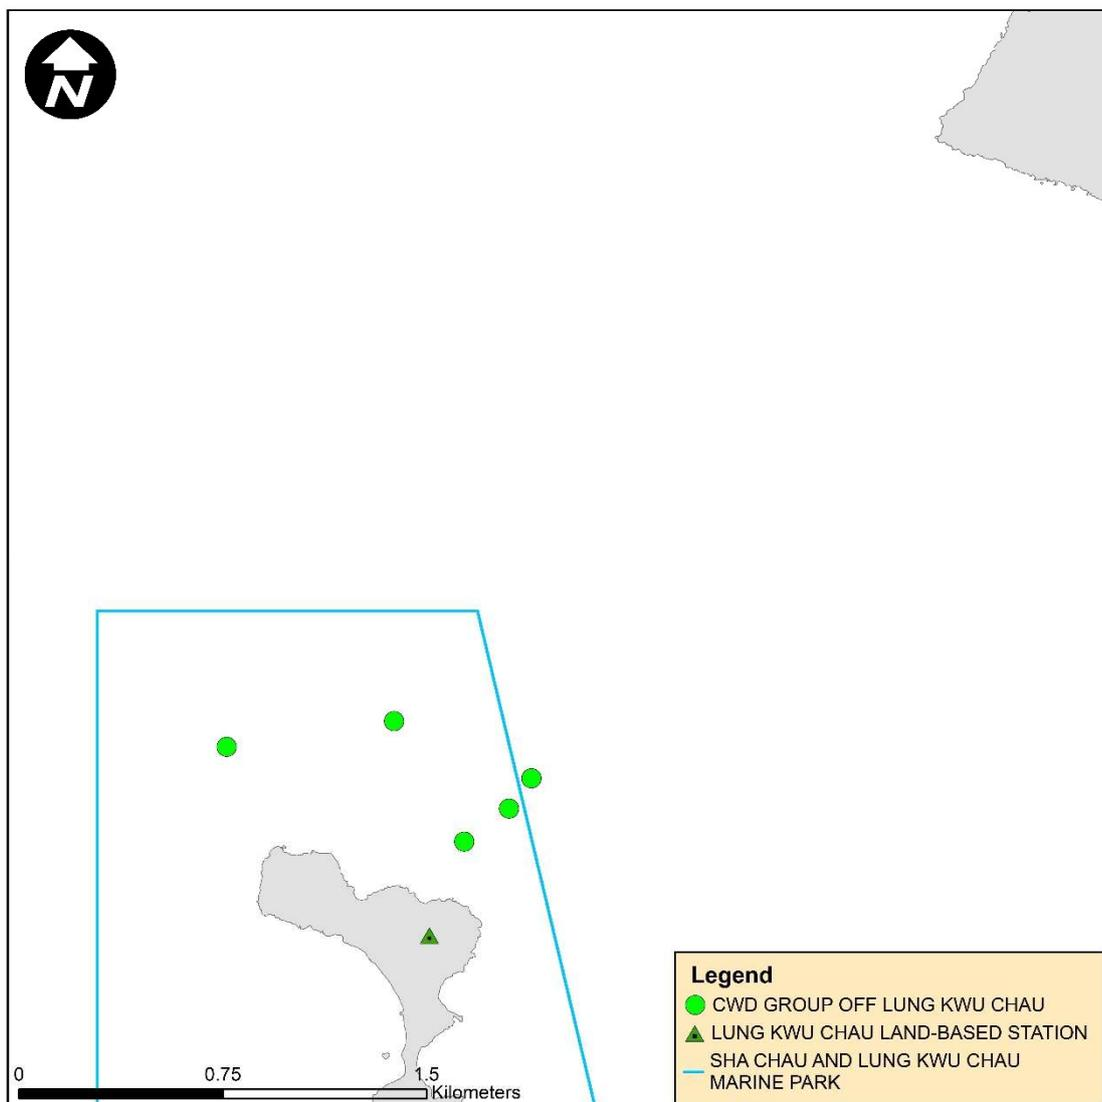 N
Legend
CWD GROUP OFF LUNG KWU CHAU
LUNG KWU CHAU LAND-BASED STATION
SHA CHAU AND LUNG KWU CHAU
MARINE PARK
0 0.75 1.5
Kilometers